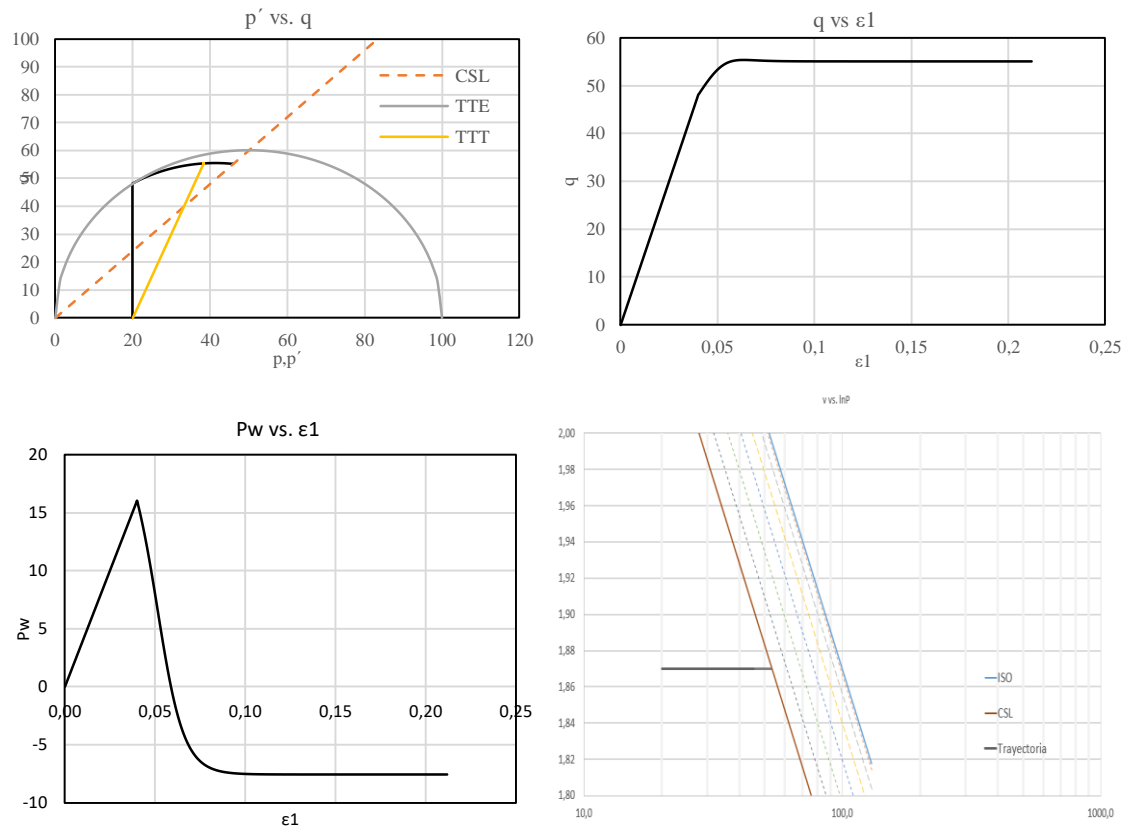 p´ vs. q
100
90
80
70
60
50
40
30
20
10
0
q
0 20 40 60 80 100 120
p,p´
CSL
TTE
TTT
q vs ε1
60
50
40
30
20
10
0
q
0 0,05 0,1 0,15 0,2 0,25
ε1
Pw vs. ε1
20
15
10
5
0
-5
-10
Pw
0,00 0,05 0,10 0,15 0,20 0,25
ε1
v vs. lnP
2,00
1,98
1,96
1,94
1,92
1,90
1,88
1,86
1,84
1,82
1,80
10,0 100,0 1000,0
ISO
CSL
Trayectoria